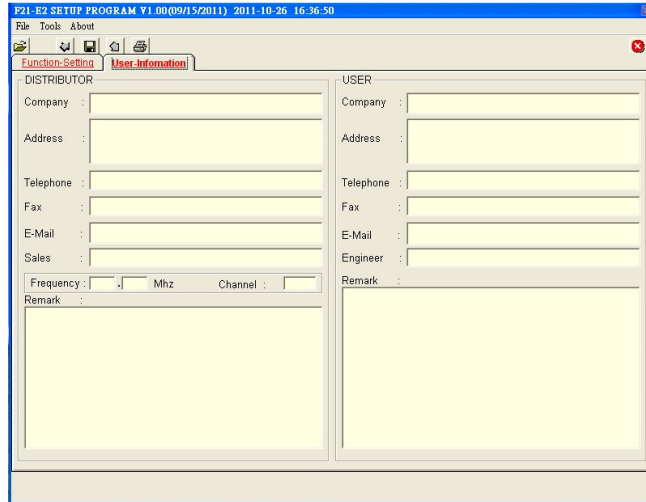 F21-E2 SETUP PROGRAM V1.00(09/15/2011) 2011-10-26 16:36:50
File Tools About
Function-Setting User-Infomation
DISTRIBUTOR
Company :
Address :
Telephone :
Fax :
E-Mail :
Sales :
Frequency : . Mhz Channel :
Remark :
USER
Company :
Address :
Telephone :
Fax :
E-Mail :
Engineer :
Remark :